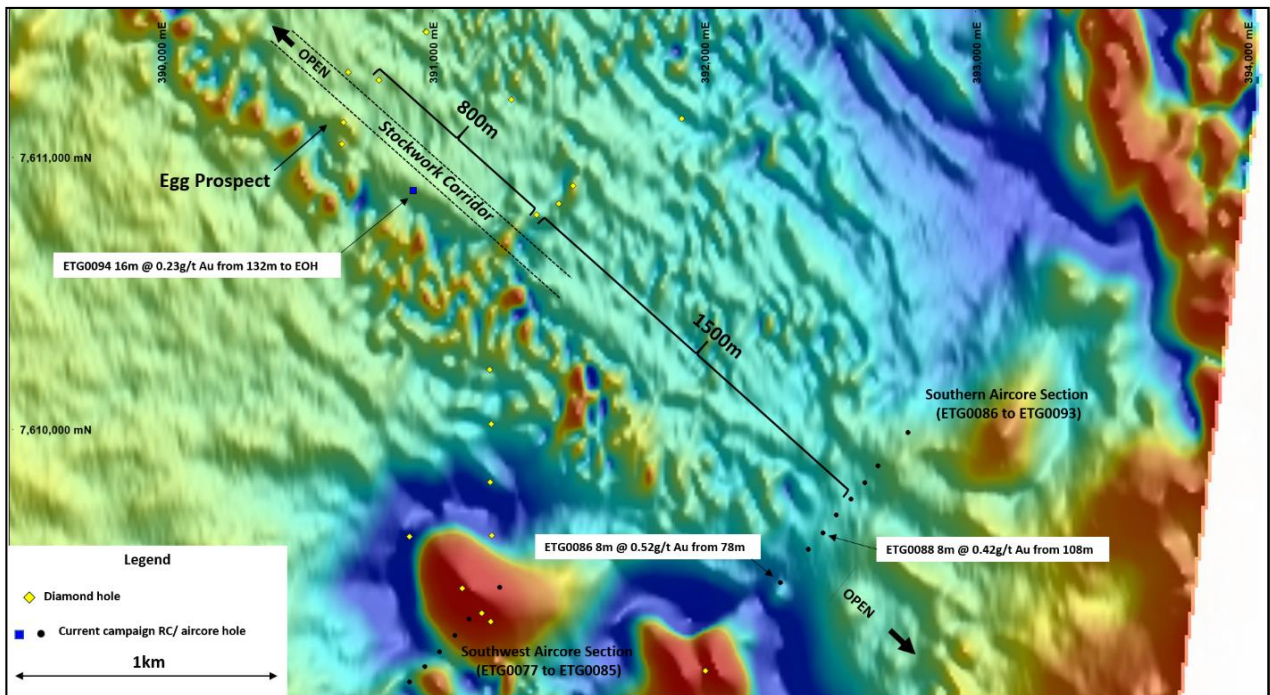 390,000 mE
391,000 mE
392,000 mE
393,000 mE
394,000 mE
OPEN
800m
Stockwork Corridor
7,611,000 mN
Egg Prospect
ETG0094 16m @ 0.23g/t Au from 132m to EOH
1500m
Southern Aircore Section
(ETG0086 to ETG0093)
7,610,000 mN
ETG0086 8m @ 0.52g/t Au from 78m
ETG0088 8m @ 0.42g/t Au from 108m
OPEN
Legend
Diamond hole
Current campaign RC/ aircore hole
1km
Southwest Aircore Section
(ETG0077 to ETG0085)